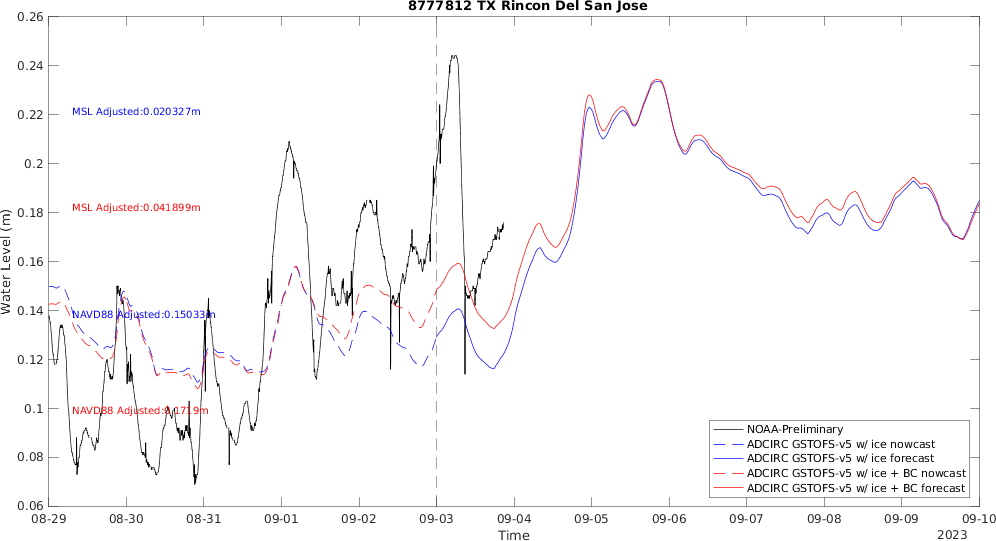 8777812 TX Rincon Del San Jose
0.26
0.24
0.22
0.2
0.18
0.16
0.14
0.12
0.1
0.08
0.06
Water Level (m)
MSL Adjusted:0.020327m
MSL Adjusted:0.041899m
NAVD88 Adjusted:0.15033m
NAVD88 Adjusted:0.1719m
NOAA-Preliminary
ADCIRC GSTOFS-v5 w/ ice nowcast
ADCIRC GSTOFS-v5 w/ ice forecast
ADCIRC GSTOFS-v5 w/ ice + BC nowcast
ADCIRC GSTOFS-v5 w/ ice + BC forecast
08-29 08-30 08-31 09-01 09-02 09-03 09-04 09-05 09-06 09-07 09-08 09-09 09-10
Time
2023